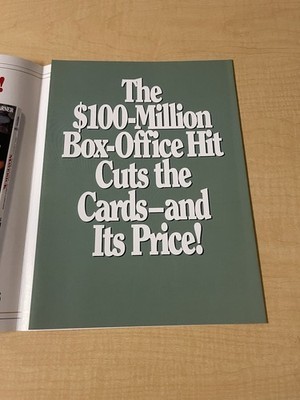 The
$100-Million
Box-Office Hit
Cuts the
Cards–and
Its Price!